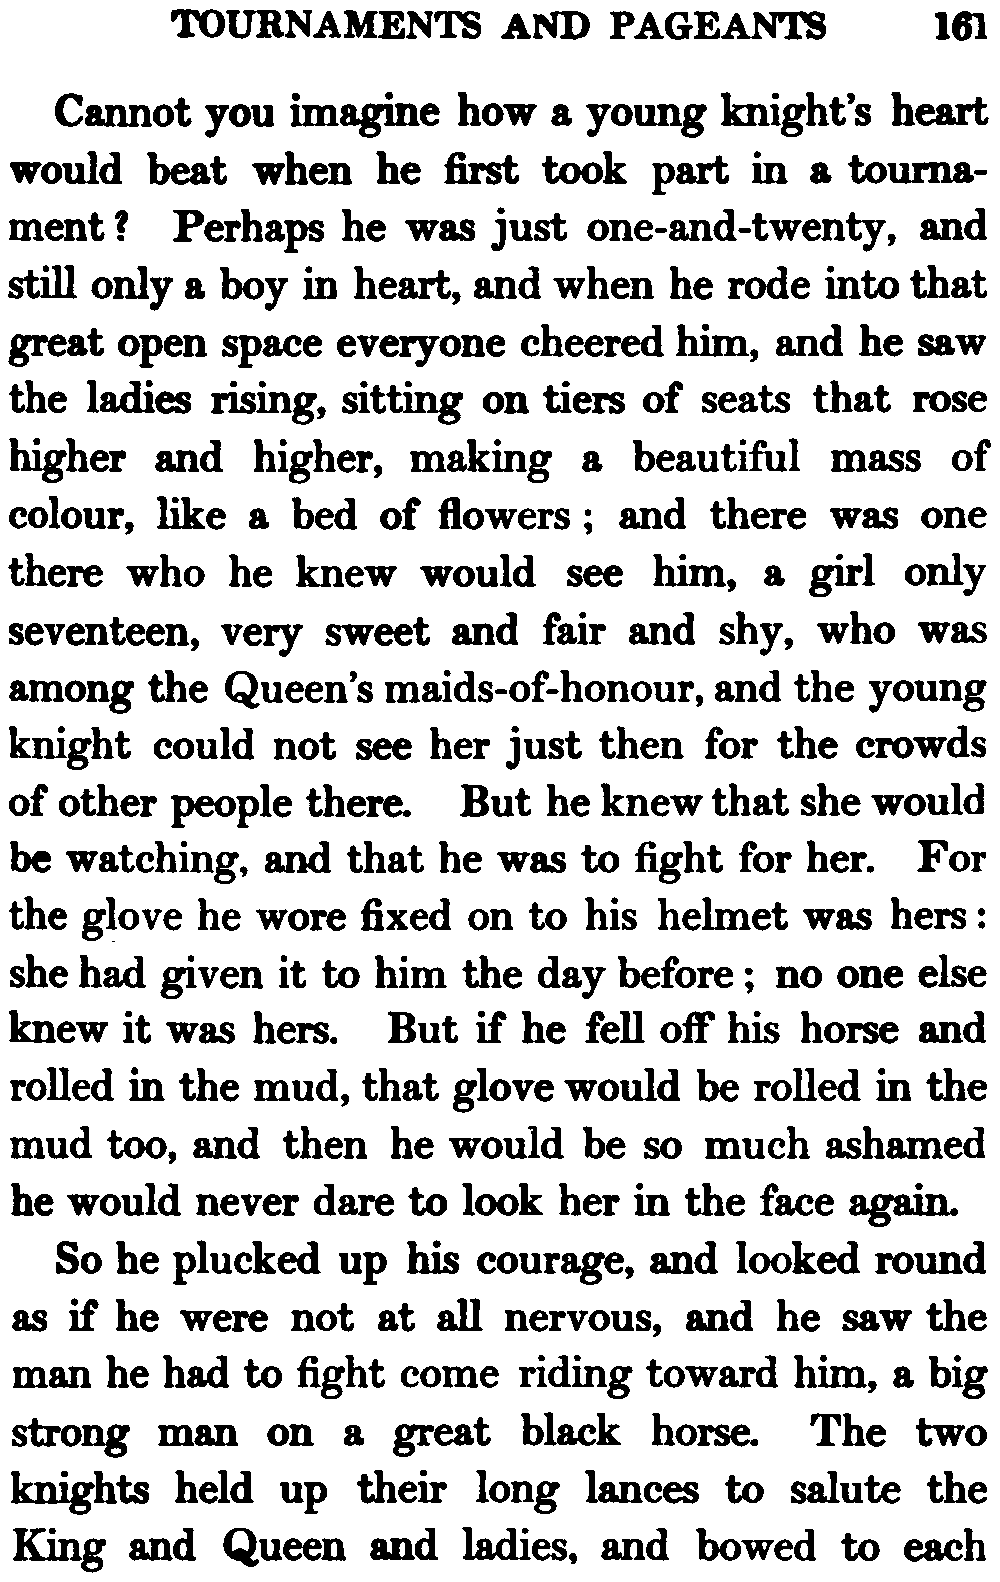 TOURNAMENTS AND PAGEANTS 161
Cannot you imagine how a young knight's heart
would beat when he first took part in a tourna-
ment? Perhaps he was just one-and-twenty, and
still only a boy in heart, and when he rode into that
great open space everyone cheered him, and he saw
the ladies rising, sitting on tiers of seats that rose
higher and higher, making a beautiful mass of
colour, like a bed of flowers; and there was one
there who he knew would see him, a girl only
seventeen, very sweet and fair and shy, who was
among the Queen's maids-of-honour, and the young
knight could not see her just then for the crowds
of other people there. But he knew that she would
be watching, and that he was to fight for her. For
the glove he wore fixed on to his helmet was hers:
she had given it to him the day before; no one else
knew it was hers. But if he fell off his horse and
rolled in the mud, that glove would be rolled in the
mud too, and then he would be so much ashamed
he would never dare to look her in the face again.
So he plucked up his courage, and looked round
as if he were not at all nervous, and he saw the
man he had to fight come riding toward him, a big
strong man on a great black horse. The two
knights held up their long lances to salute the
King and Queen and ladies, and bowed to each